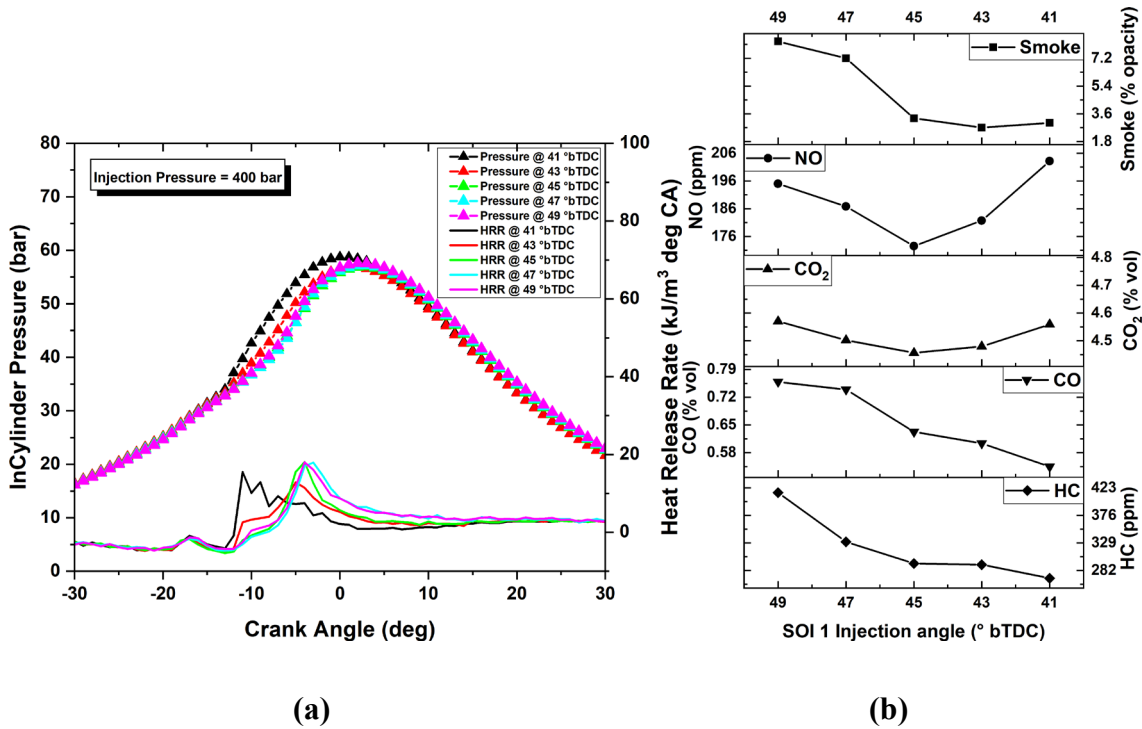 80
70
60
50
40
30
20
10
0
InCylinder Pressure (bar)
Injection Pressure = 400 bar
Pressure @ 41 °bTDC
Pressure @ 43 °bTDC
Pressure @ 45 °bTDC
Pressure @ 47 °bTDC
Pressure @ 49 °bTDC
HRR @ 41 °bTDC
HRR @ 43 °bTDC
HRR @ 45 °bTDC
HRR @ 47 °bTDC
HRR @ 49 °bTDC
100
80
60
40
20
0
Heat Release Rate (kJ/m³ deg CA)
-30 -20 -10 0 10 20 30
Crank Angle (deg)
(a)
49 47 45 43 41
Smoke
7.2
5.4
3.6
1.8
Smoke (% opacity)
NO
206
196
186
176
NO (ppm)
CO₂
4.8
4.7
4.6
4.5
CO₂ (% vol)
CO
0.79
0.72
0.65
0.58
CO (% vol)
HC
423
376
329
282
HC (ppm)
49 47 45 43 41
SOI 1 Injection angle (° bTDC)
(b)